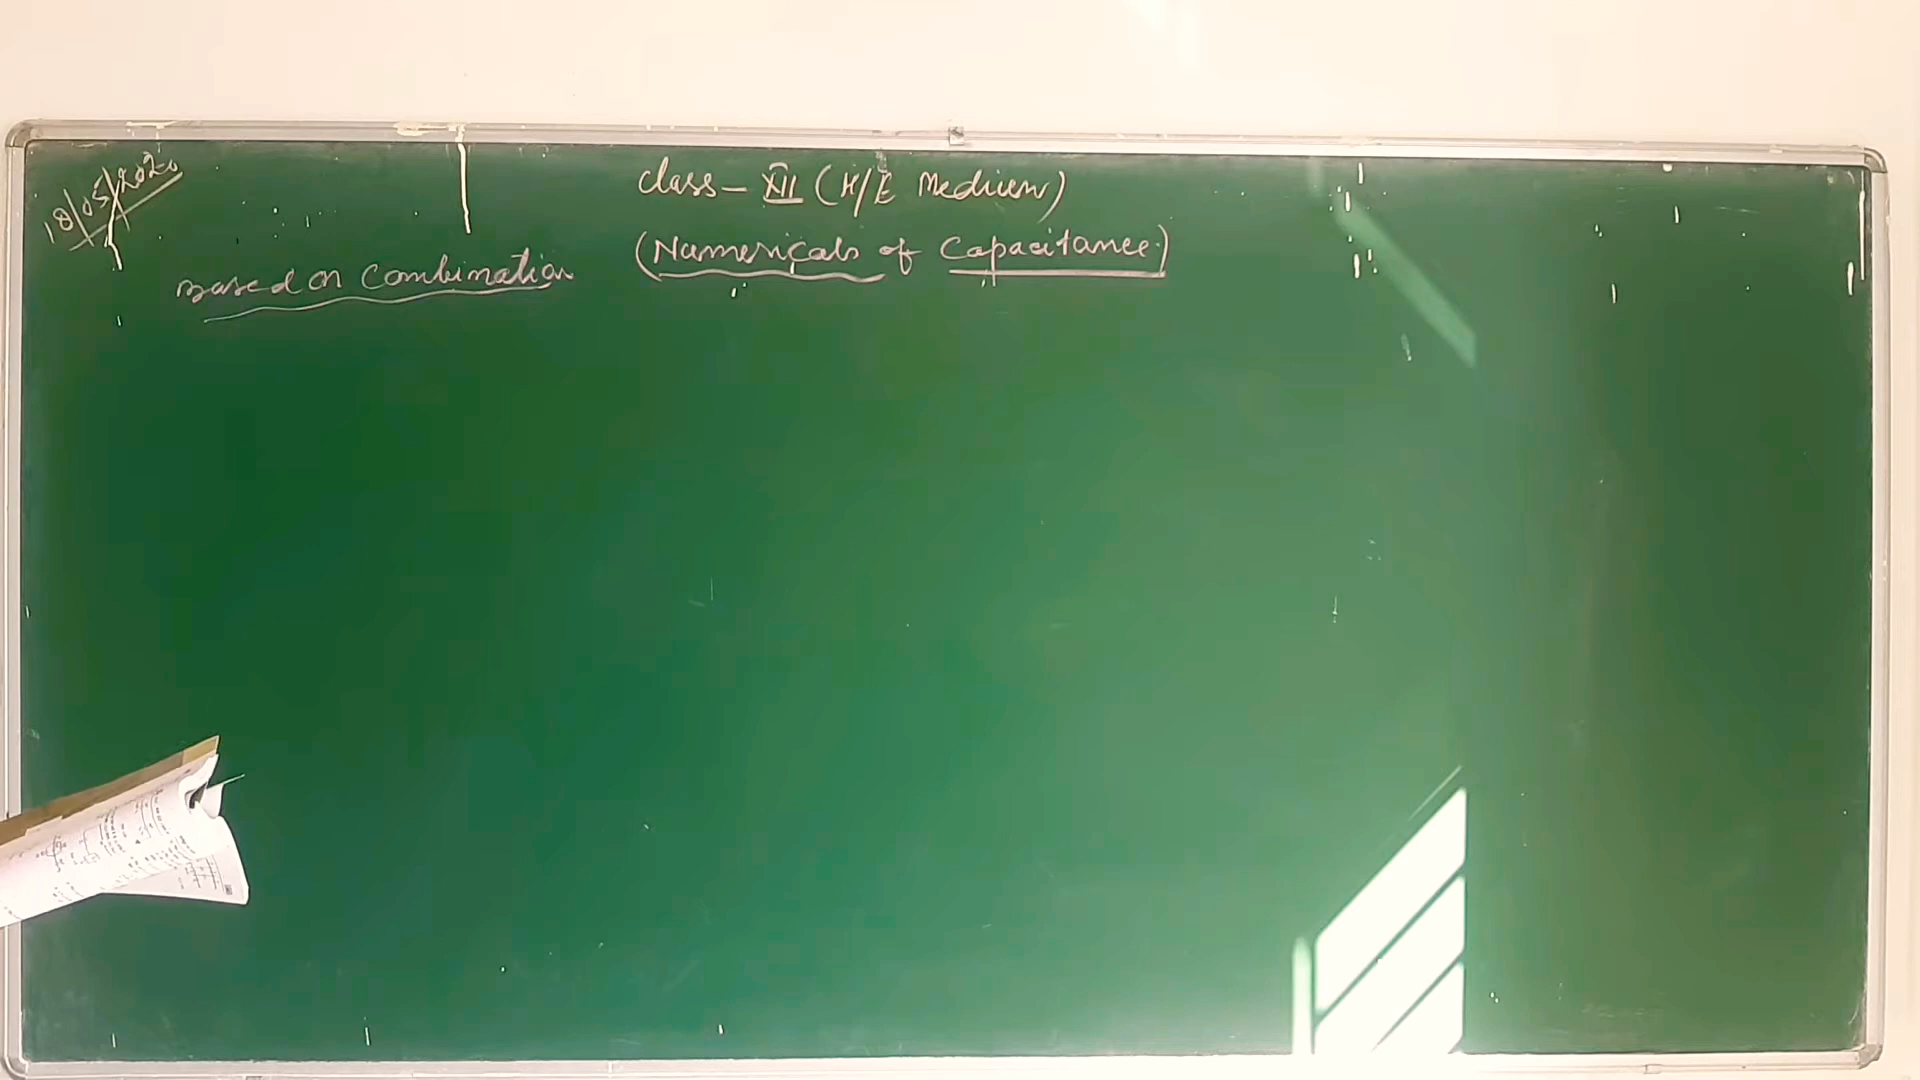 18/05/2020
Class - XII (H/E Medium)
(Numericals of Capacitance)
Based on Combination